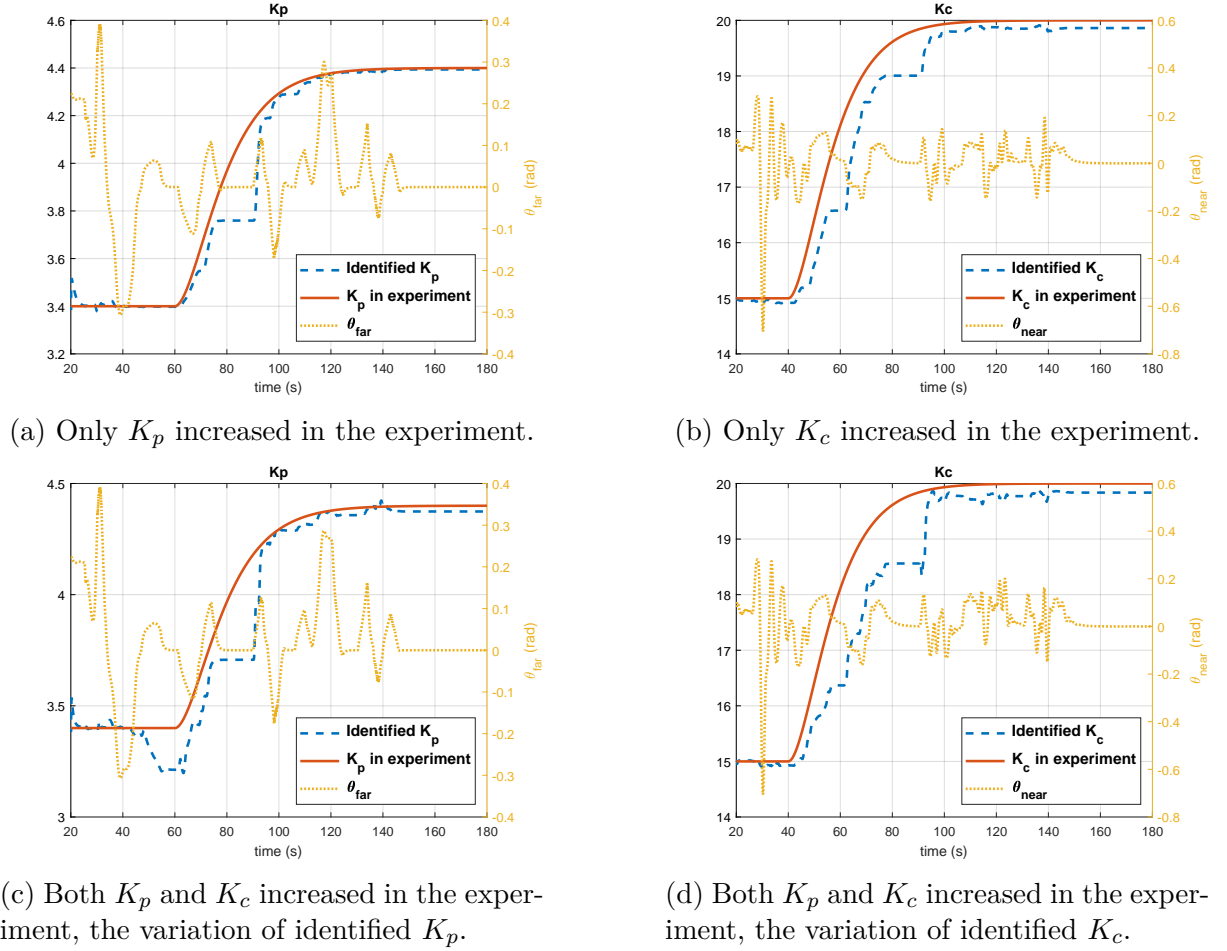 Kp
4.6
4.4
4.2
4
3.8
3.6
3.4
3.2
0.4
0.3
0.2
0.1
0
-0.1
-0.2
-0.3
-0.4
θfar (rad)
Identified Kp
Kp in experiment
θfar
20 40 60 80 100 120 140 160 180
time (s)
(a) Only Kp increased in the experiment.
Kc
20
19
18
17
16
15
14
0.6
0.4
0.2
0
-0.2
-0.4
-0.6
-0.8
θnear (rad)
Identified Kc
Kc in experiment
θnear
20 40 60 80 100 120 140 160 180
time (s)
(b) Only Kc increased in the experiment.
Kp
4.5
4
3.5
3
0.4
0.3
0.2
0.1
0
-0.1
-0.2
-0.3
-0.4
θfar (rad)
Identified Kp
Kp in experiment
θfar
20 40 60 80 100 120 140 160 180
time (s)
(c) Both Kp and Kc increased in the exper-
iment, the variation of identified Kp.
Kc
20
19
18
17
16
15
14
0.6
0.4
0.2
0
-0.2
-0.4
-0.6
-0.8
θnear (rad)
Identified Kc
Kc in experiment
θnear
20 40 60 80 100 120 140 160 180
time (s)
(d) Both Kp and Kc increased in the exper-
iment, the variation of identified Kc.